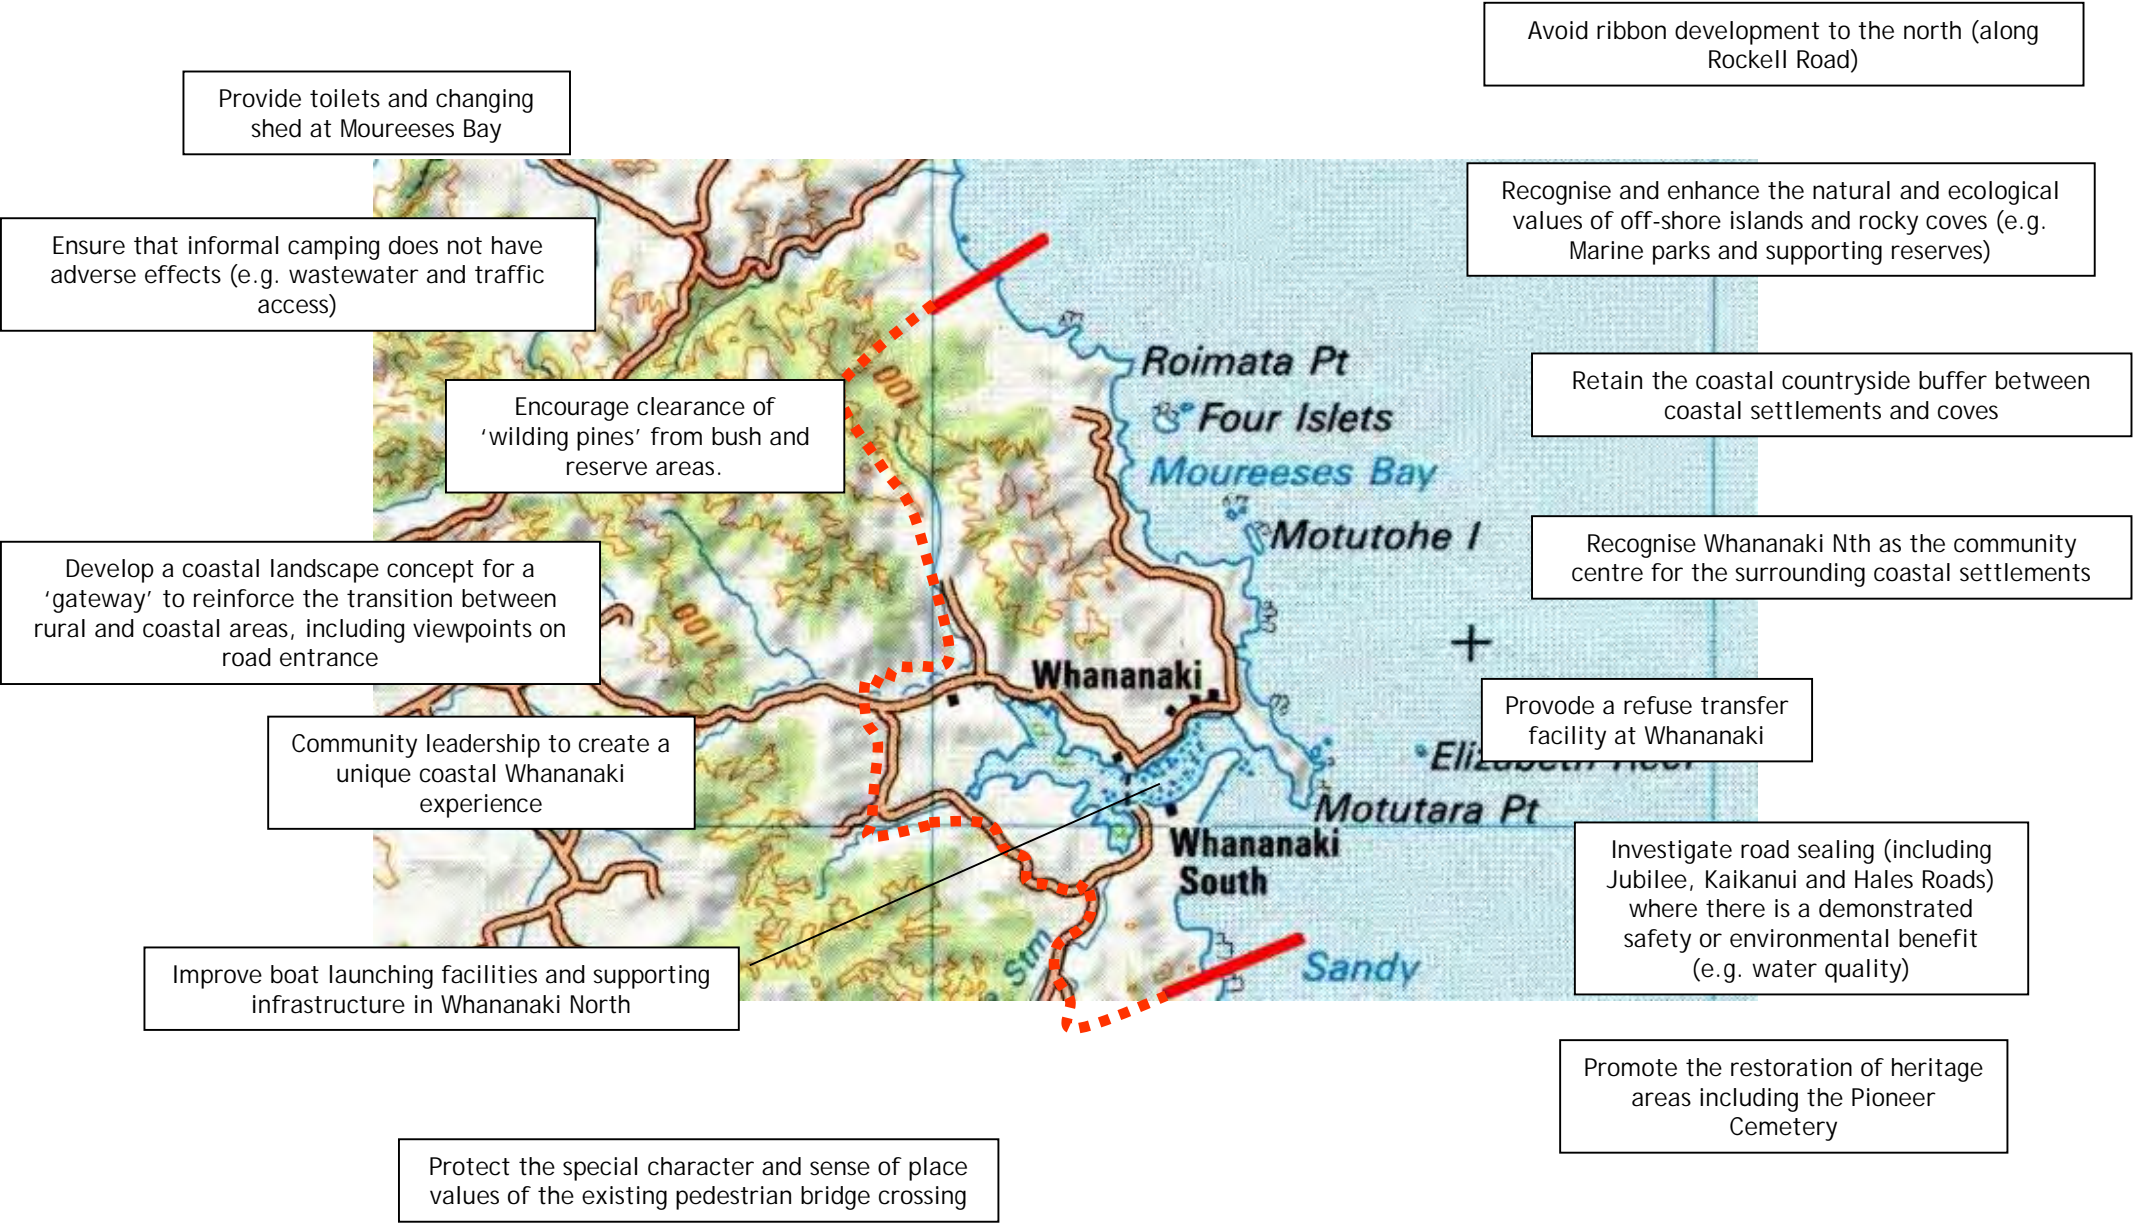 Avoid ribbon development to the north (along
Rockell Road)
Provide toilets and changing
shed at Moureeses Bay
Recognise and enhance the natural and ecological
values of off-shore islands and rocky coves (e.g.
Marine parks and supporting reserves)
Ensure that informal camping does not have
adverse effects (e.g. wastewater and traffic
access)
Roimata Pt
Retain the coastal countryside buffer between
coastal settlements and coves
100
Encourage clearance of
‘wilding pines’ from bush and
reserve areas.
Four Islets
Moureeses Bay
Motutohe I
Recognise Whananaki Nth as the community
centre for the surrounding coastal settlements
Develop a coastal landscape concept for a
‘gateway’ to reinforce the transition between
rural and coastal areas, including viewpoints on
road entrance
100
Whananaki
Provode a refuse transfer
facility at Whananaki
Community leadership to create a
unique coastal Whananaki
experience
Elizabeth Reef
Motutara Pt
Whananaki
South
Investigate road sealing (including
Jubilee, Kaikanui and Hales Roads)
where there is a demonstrated
safety or environmental benefit
(e.g. water quality)
Stm
Sandy
Improve boat launching facilities and supporting
infrastructure in Whananaki North
Promote the restoration of heritage
areas including the Pioneer
Cemetery
Protect the special character and sense of place
values of the existing pedestrian bridge crossing